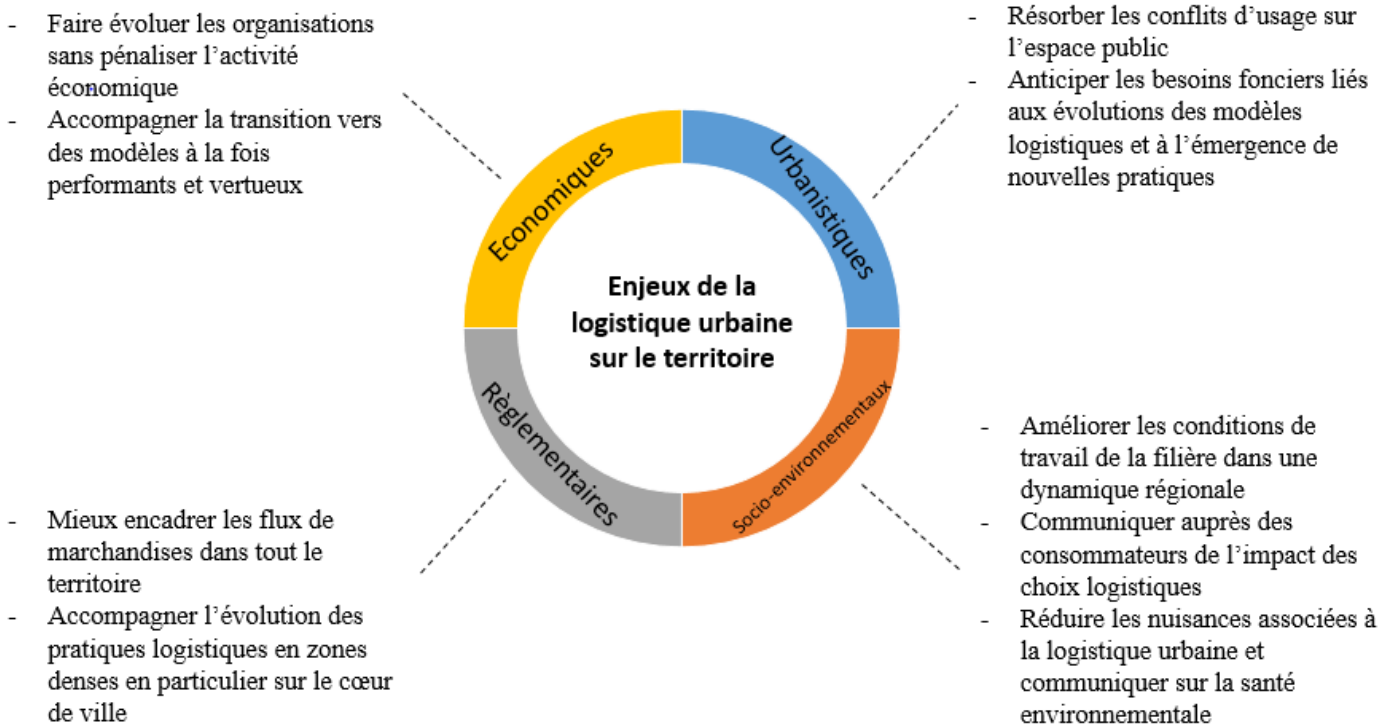 - Faire évoluer les organisations
sans pénaliser l’activité
économique
- Accompagner la transition vers
des modèles à la fois
performants et vertueux
- Résorber les conflits d’usage sur
l’espace public
- Anticiper les besoins fonciers liés
aux évolutions des modèles
logistiques et à l’émergence de
nouvelles pratiques
Economiques
Urbanistiques
Enjeux de la
logistique urbaine
sur le territoire
Règlementaires
Socio-environnementaux
- Mieux encadrer les flux de
marchandises dans tout le
territoire
- Accompagner l’évolution des
pratiques logistiques en zones
denses en particulier sur le cœur
de ville
- Améliorer les conditions de
travail de la filière dans une
dynamique régionale
- Communiquer auprès des
consommateurs de l’impact des
choix logistiques
- Réduire les nuisances associées à
la logistique urbaine et
communiquer sur la santé
environnementale